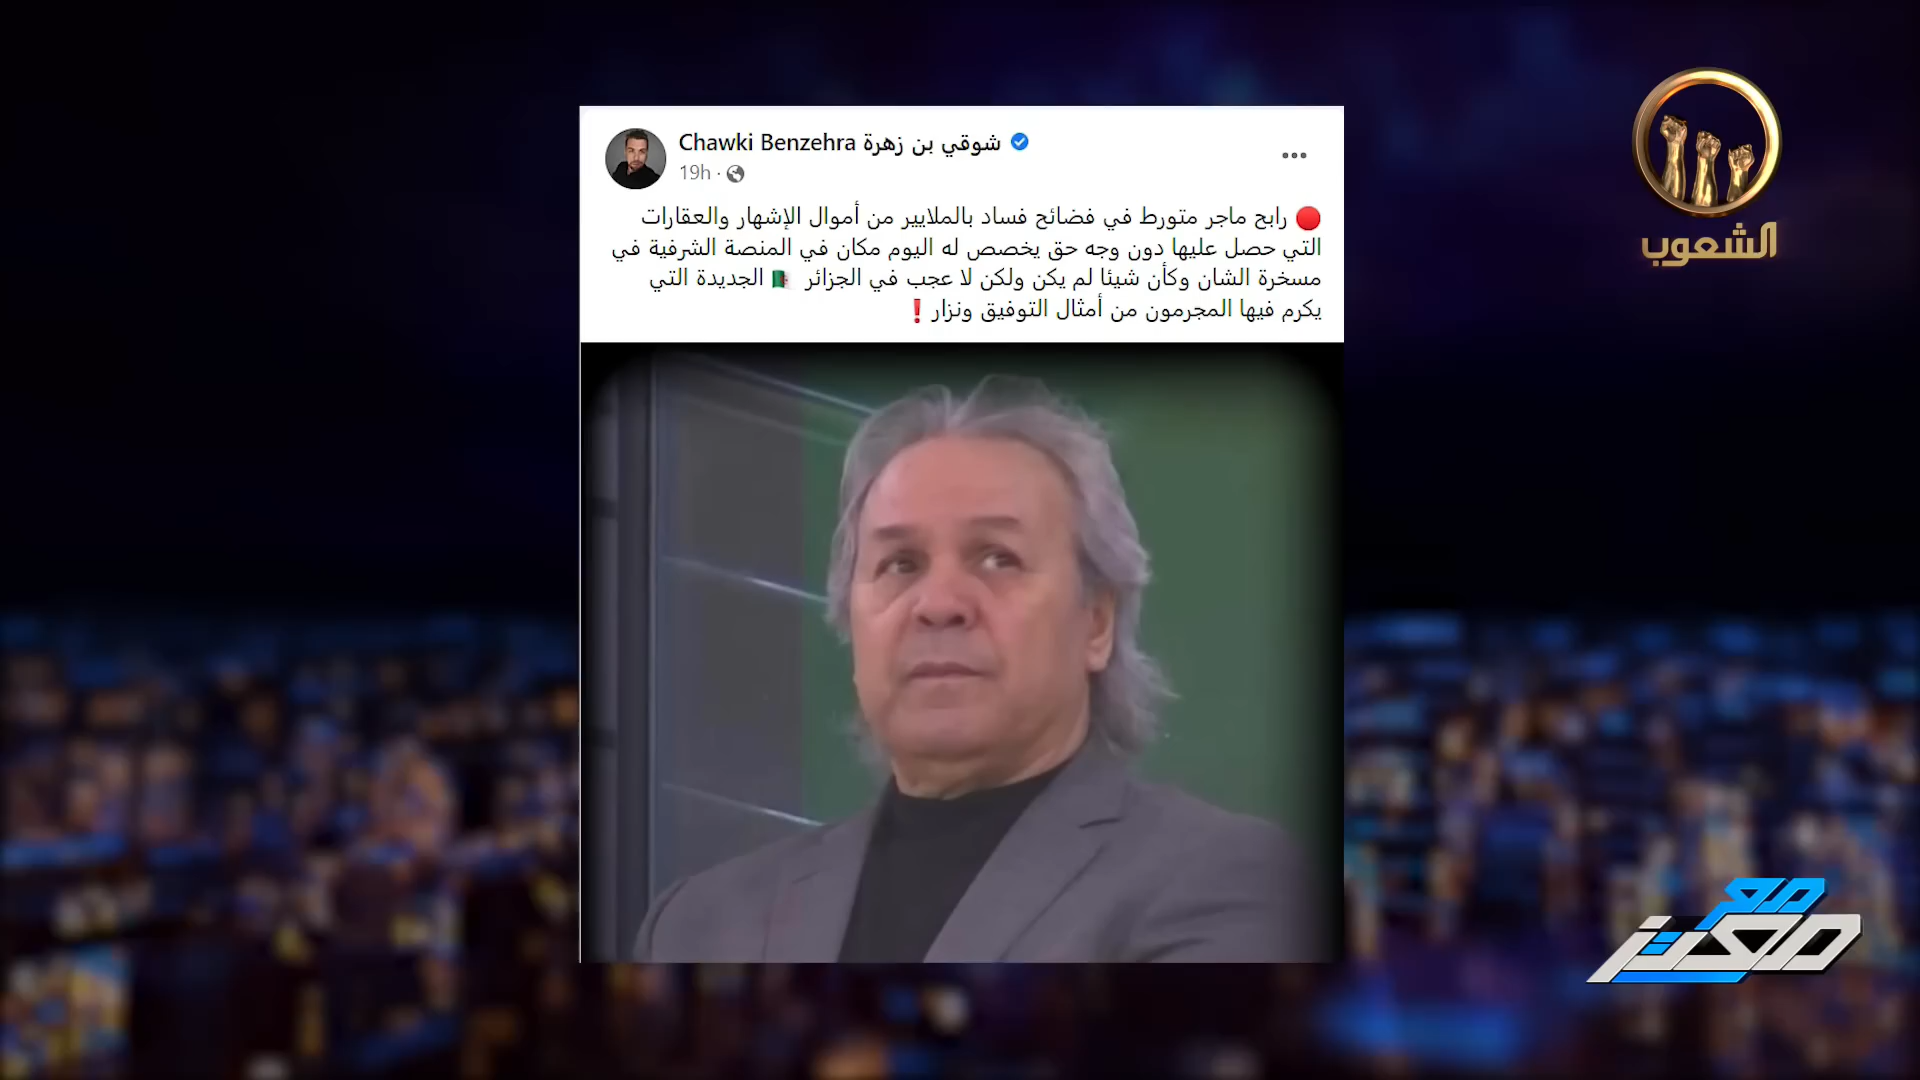 Chawki Benzehra شوقي بن زهرة
19h ·
🔴 رابح ماجر متورط في فضائح فساد بالملايير من أموال الإشهار والعقارات
التي حصل عليها دون وجه حق يخصص له اليوم مكان في المنصة الشرفية في
مسخرة الشان وكأن شيئا لم يكن ولكن لا عجب في الجزائر 🇩🇿 الجديدة التي
يكرم فيها المجرمون من أمثال التوفيق ونزار❗
الشعوب
مع
معيز